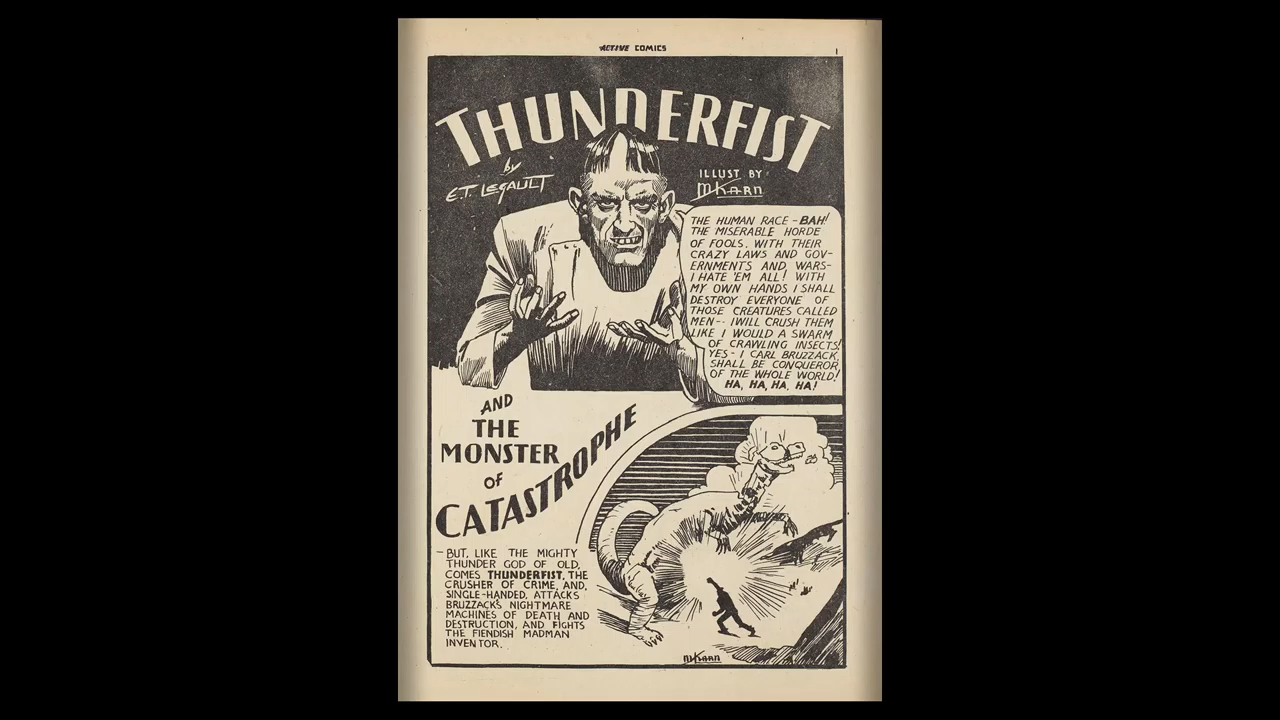 ACTIVE COMICS
1
THUNDERFIST
by
E.T. LEGAULT
ILLUST BY
M KARN
THE HUMAN RACE - BAH!
THE MISERABLE HORDE
OF FOOLS, WITH THEIR
CRAZY LAWS AND GOV-
ERNMENTS AND WARS-
I HATE 'EM ALL! WITH
MY OWN HANDS I SHALL
DESTROY EVERYONE OF
THOSE CREATURES CALLED
MEN-- I WILL CRUSH THEM
LIKE I WOULD A SWARM
OF CRAWLING INSECTS!
YES - I CARL BRUZZACK,
SHALL BE CONQUEROR
OF THE WHOLE WORLD!
HA, HA, HA, HA!
AND
THE
MONSTER
OF
CATASTROPHE
- BUT, LIKE THE MIGHTY
THUNDER GOD OF OLD,
COMES THUNDERFIST, THE
CRUSHER OF CRIME, AND,
SINGLE-HANDED, ATTACKS
BRUZZACK'S NIGHTMARE
MACHINES OF DEATH AND
DESTRUCTION, AND FIGHTS
THE FIENDISH MADMAN
INVENTOR.
M KARN